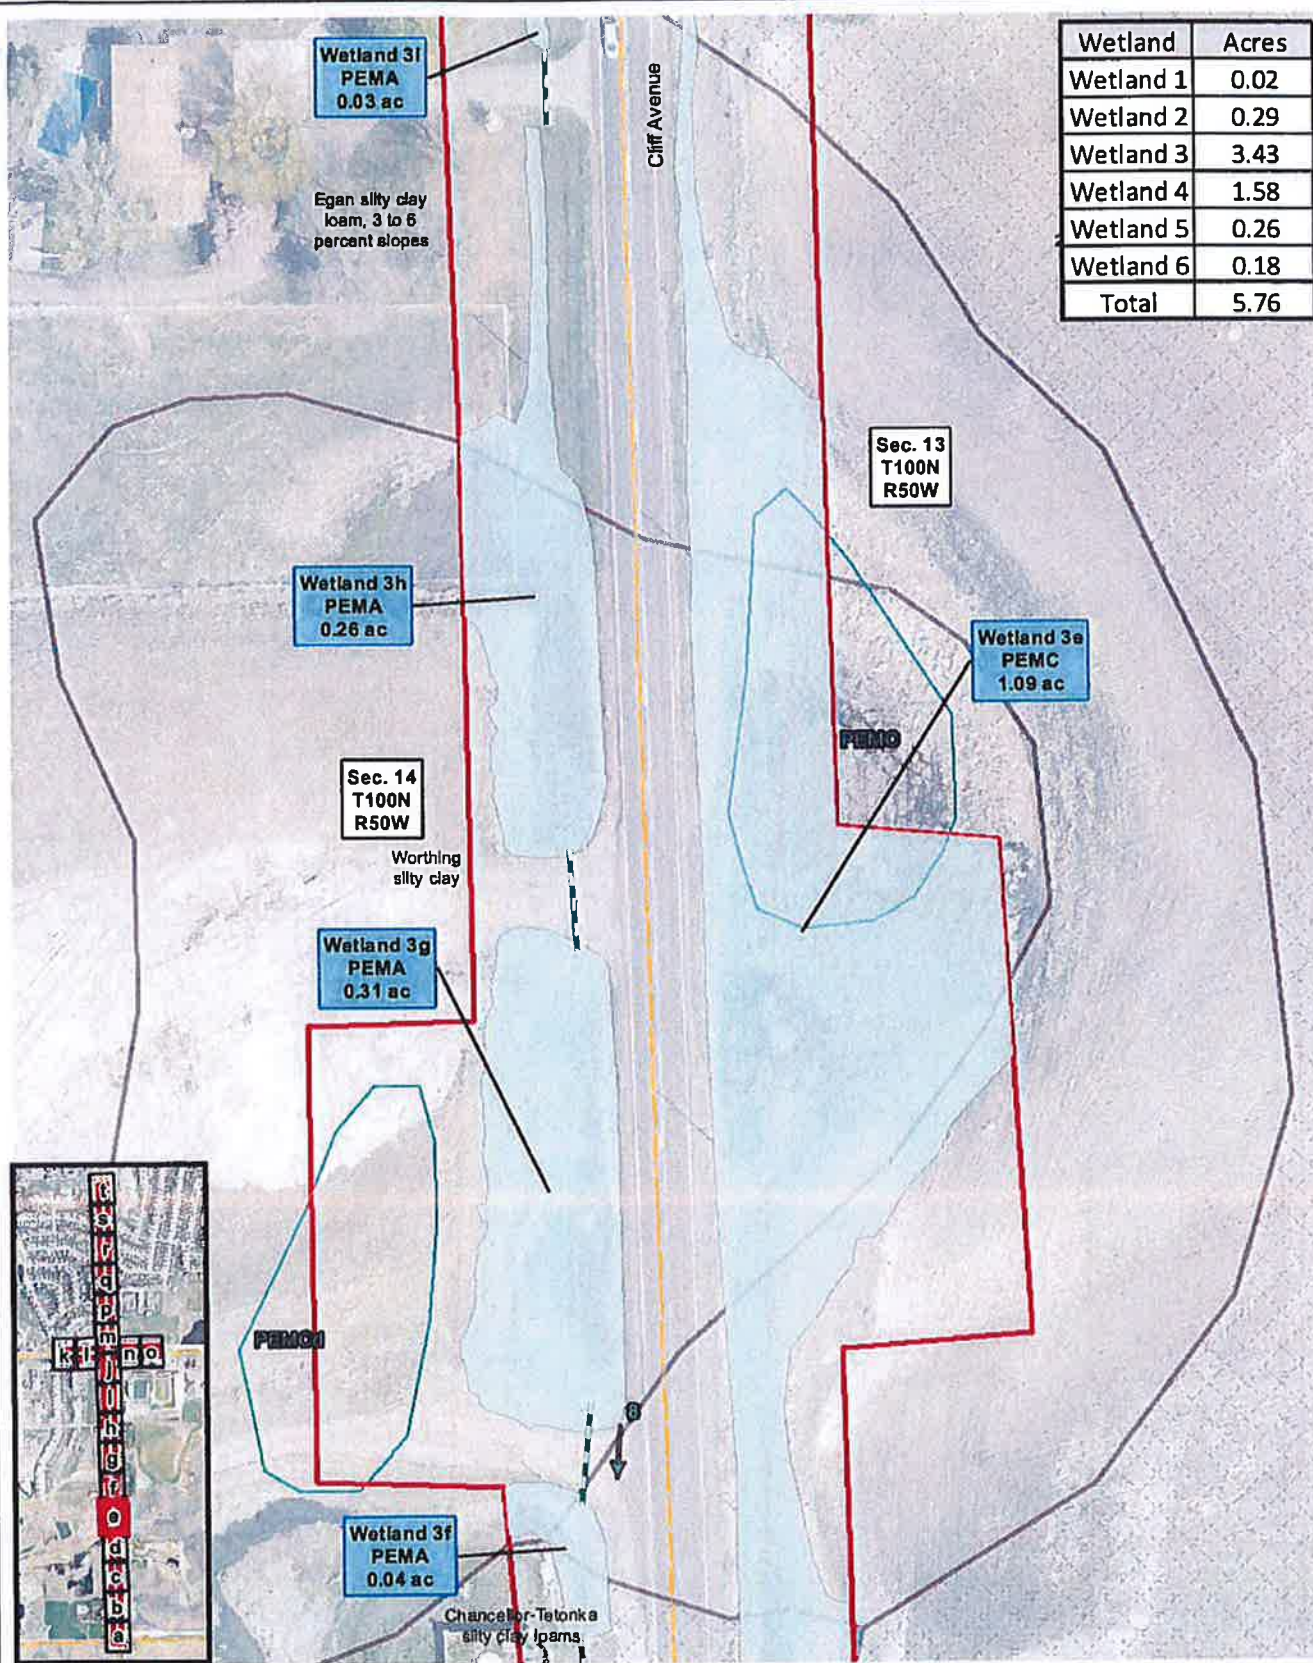 Wetland Acres
Wetland 1 0.02
Wetland 2 0.29
Wetland 3 3.43
Wetland 4 1.58
Wetland 5 0.26
Wetland 6 0.18
Total 5.76
Wetland 3i
PEMA
0.03 ac
Cliff Avenue
Egan silty clay
loam, 3 to 6
percent slopes
Sec. 13
T100N
R50W
Wetland 3h
PEMA
0.26 ac
Wetland 3e
PEMC
1.09 ac
PEMC
Sec. 14
T100N
R50W
Worthing
silty clay
Wetland 3g
PEMA
0.31 ac
PEMCd
8
Wetland 3f
PEMA
0.04 ac
Chancellor-Tetonka
silty clay loams
t
s
r
q
p
m
k l n o
j
i
h
g
f
e
d
c
b
a